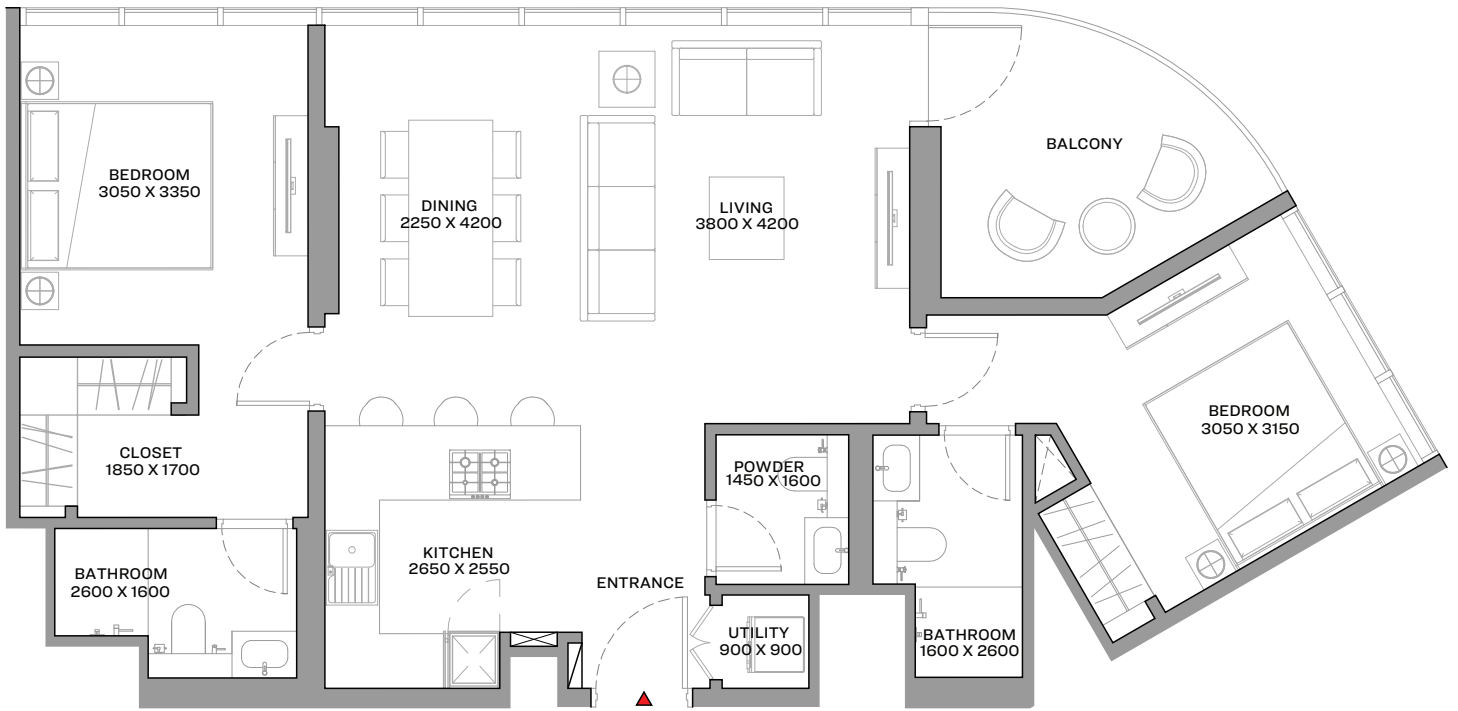 BEDROOM
3050 X 3350
DINING
2250 X 4200
LIVING
3800 X 4200
BALCONY
BEDROOM
3050 X 3150
CLOSET
1850 X 1700
POWDER
1450 X 1600
KITCHEN
2650 X 2550
ENTRANCE
BATHROOM
2600 X 1600
UTILITY
900 X 900
BATHROOM
1600 X 2600